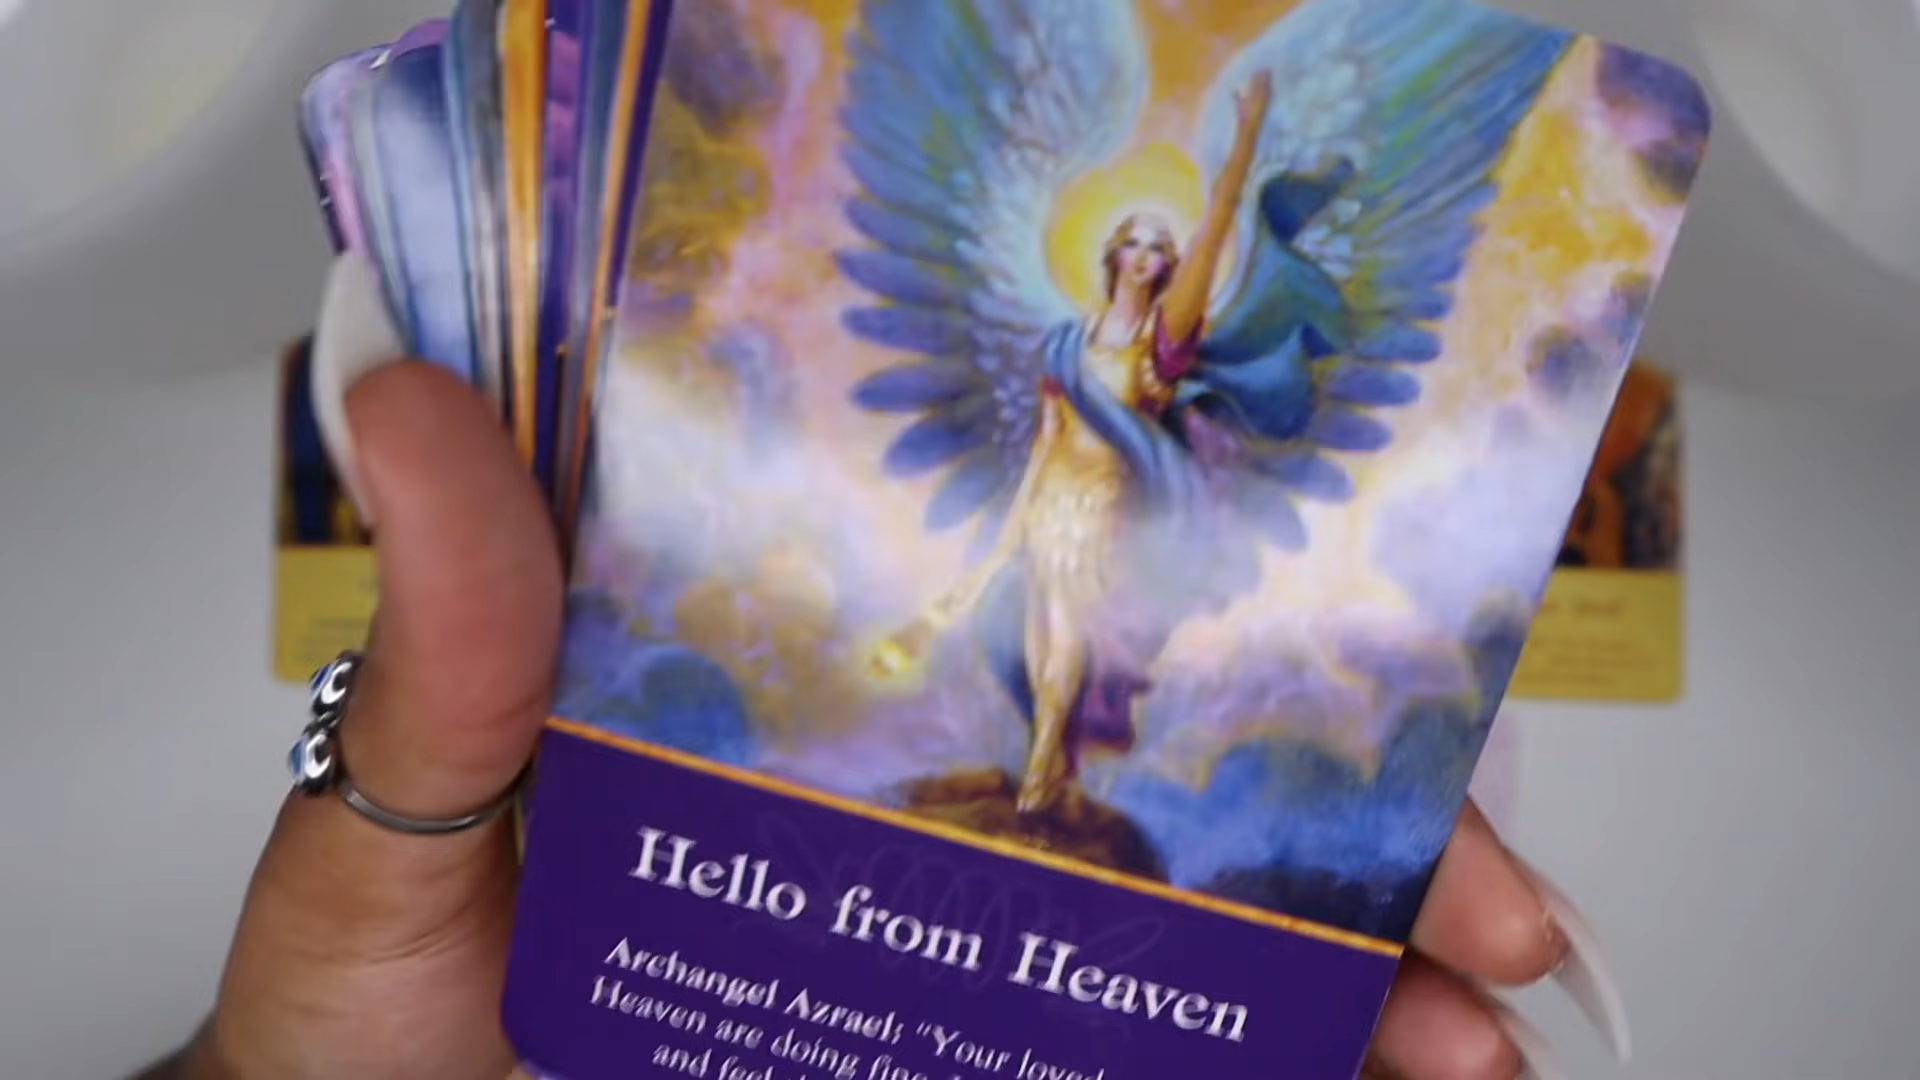 Hello from Heaven
Archangel Azrael: "Your loved
Heaven are doing fine.
and feel